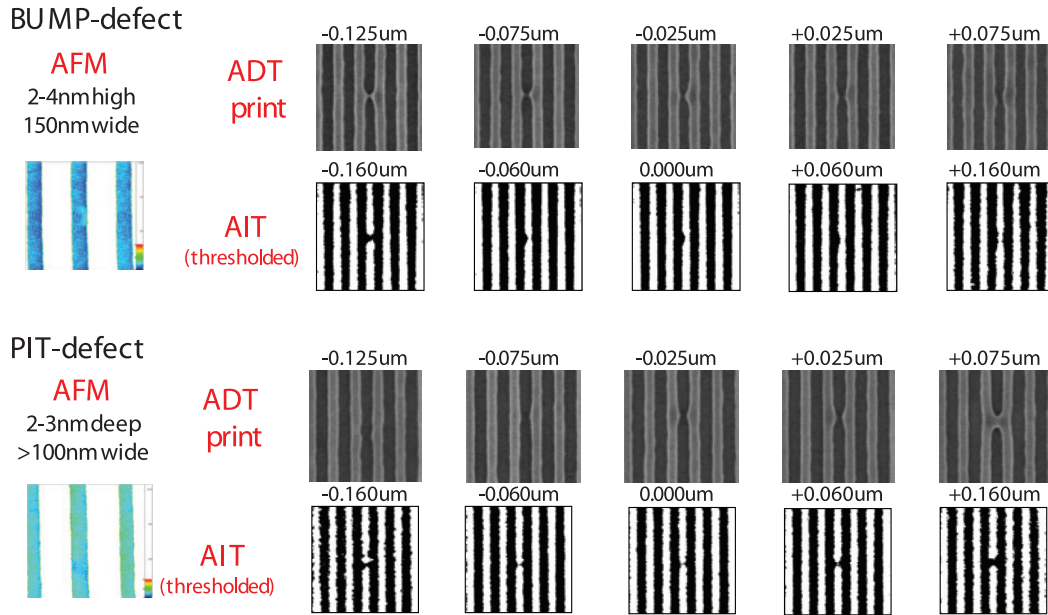 BUMP-defect
AFM
2-4nm high
150nm wide
ADT
print
-0.125um
-0.075um
-0.025um
+0.025um
+0.075um
AIT
(thresholded)
-0.160um
-0.060um
0.000um
+0.060um
+0.160um
PIT-defect
AFM
2-3nm deep
>100nm wide
ADT
print
-0.125um
-0.075um
-0.025um
+0.025um
+0.075um
AIT
(thresholded)
-0.160um
-0.060um
0.000um
+0.060um
+0.160um